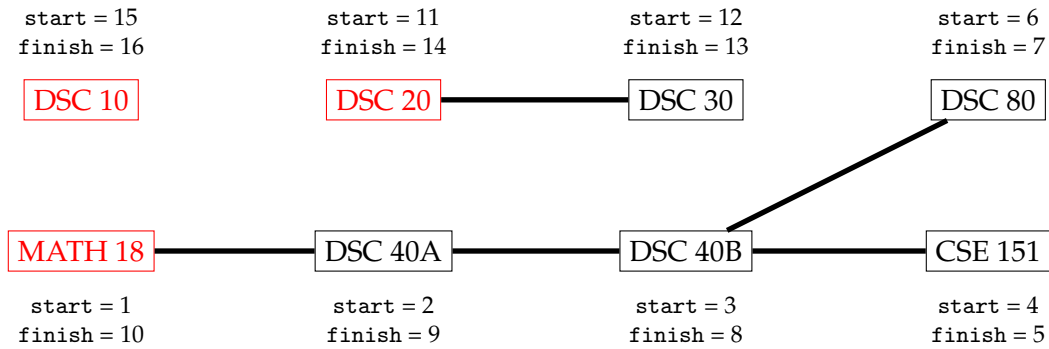 start = 15
finish = 16
start = 11
finish = 14
start = 12
finish = 13
start = 6
finish = 7
DSC 10
DSC 20
DSC 30
DSC 80
MATH 18
DSC 40A
DSC 40B
CSE 151
start = 1
finish = 10
start = 2
finish = 9
start = 3
finish = 8
start = 4
finish = 5